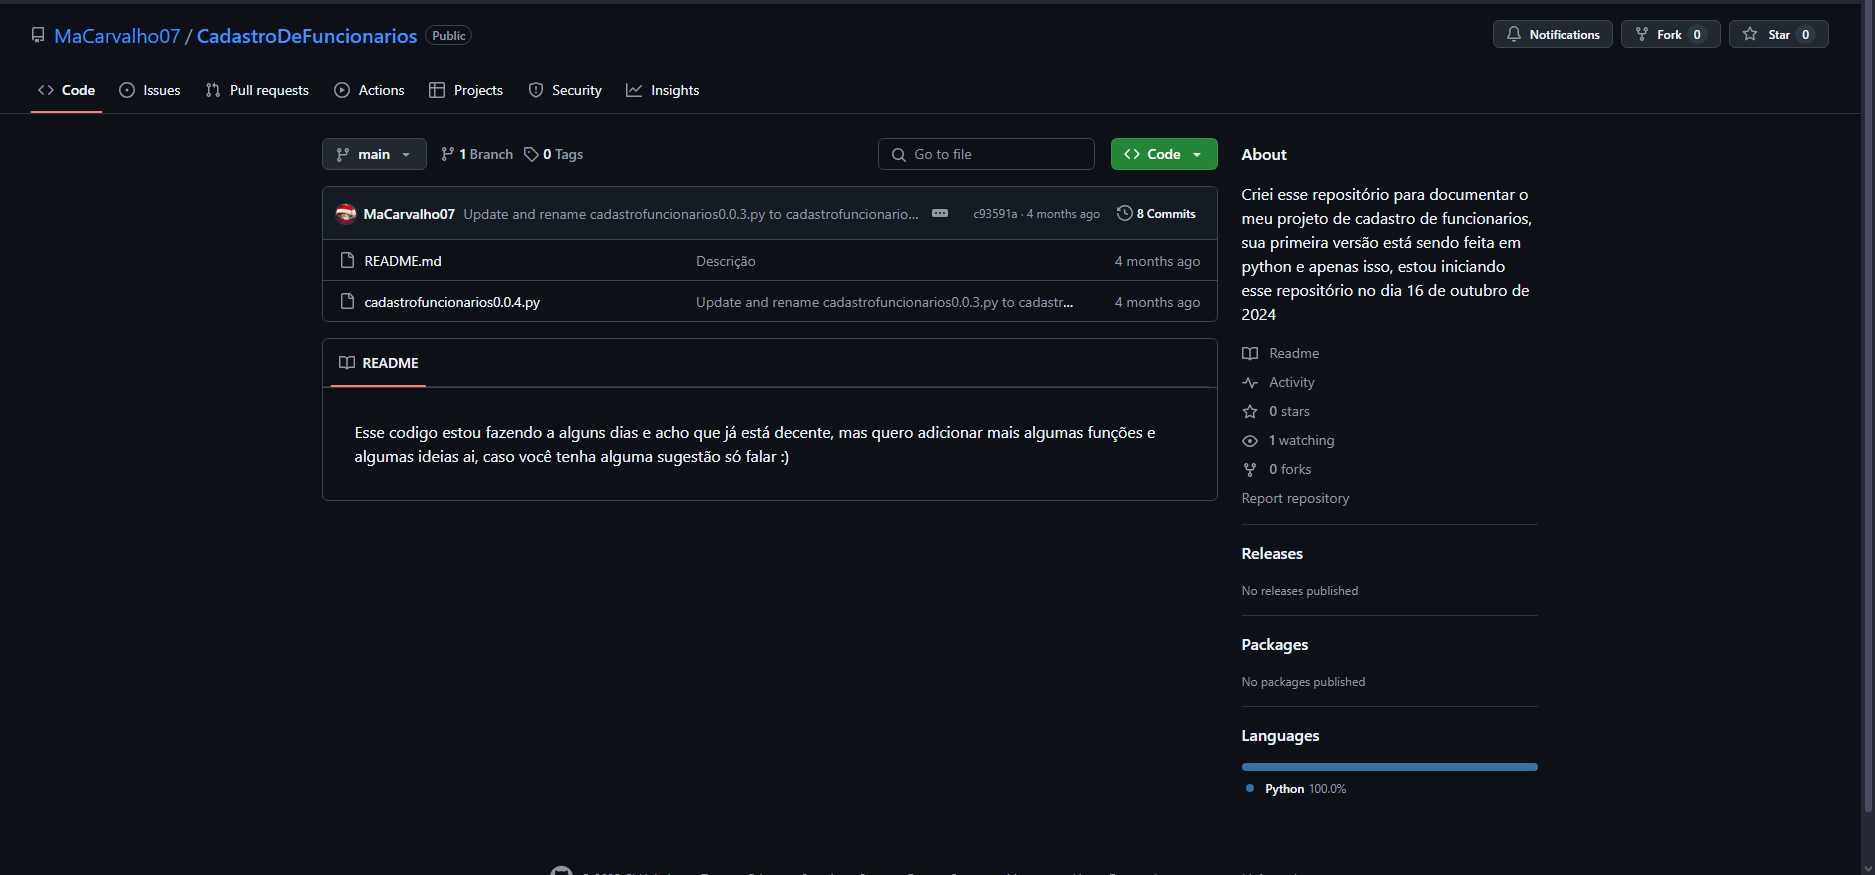 MaCarvalho07 / CadastroDeFuncionarios Public
Notifications Fork 0 Star 0
Code Issues Pull requests Actions Projects Security Insights
main 1 Branch 0 Tags Go to file Code
MaCarvalho07 Update and rename cadastrofuncionarios0.0.3.py to cadastrofuncionario... c93591a · 4 months ago 8 Commits
README.md Descrição 4 months ago
cadastrofuncionarios0.0.4.py Update and rename cadastrofuncionarios0.0.3.py to cadastr... 4 months ago
README
Esse codigo estou fazendo a alguns dias e acho que já está decente, mas quero adicionar mais algumas funções e
algumas ideias ai, caso você tenha alguma sugestão só falar :)
About
Criei esse repositório para documentar o
meu projeto de cadastro de funcionarios,
sua primeira versão está sendo feita em
python e apenas isso, estou iniciando
esse repositório no dia 16 de outubro de
2024
Readme
Activity
0 stars
1 watching
0 forks
Report repository
Releases
No releases published
Packages
No packages published
Languages
Python 100.0%